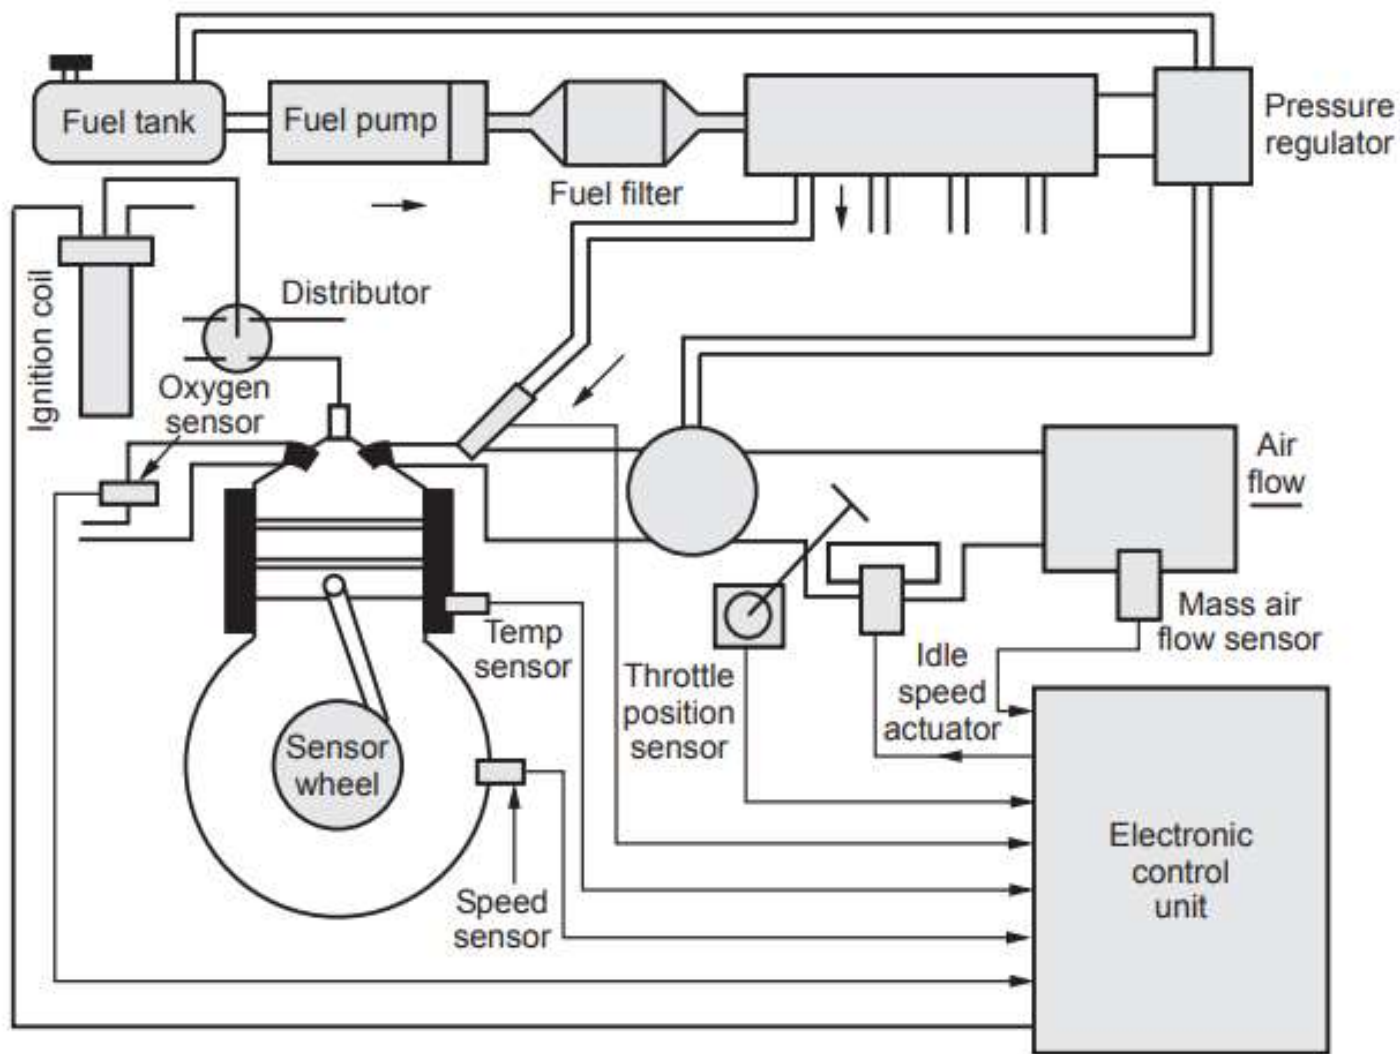 Fuel tank
Fuel pump
Fuel filter
Pressure
regulator
Ignition coil
Distributor
Oxygen
sensor
Air
flow
Mass air
flow sensor
Temp
sensor
Throttle
position
sensor
Idle
speed
actuator
Sensor
wheel
Speed
sensor
Electronic
control
unit